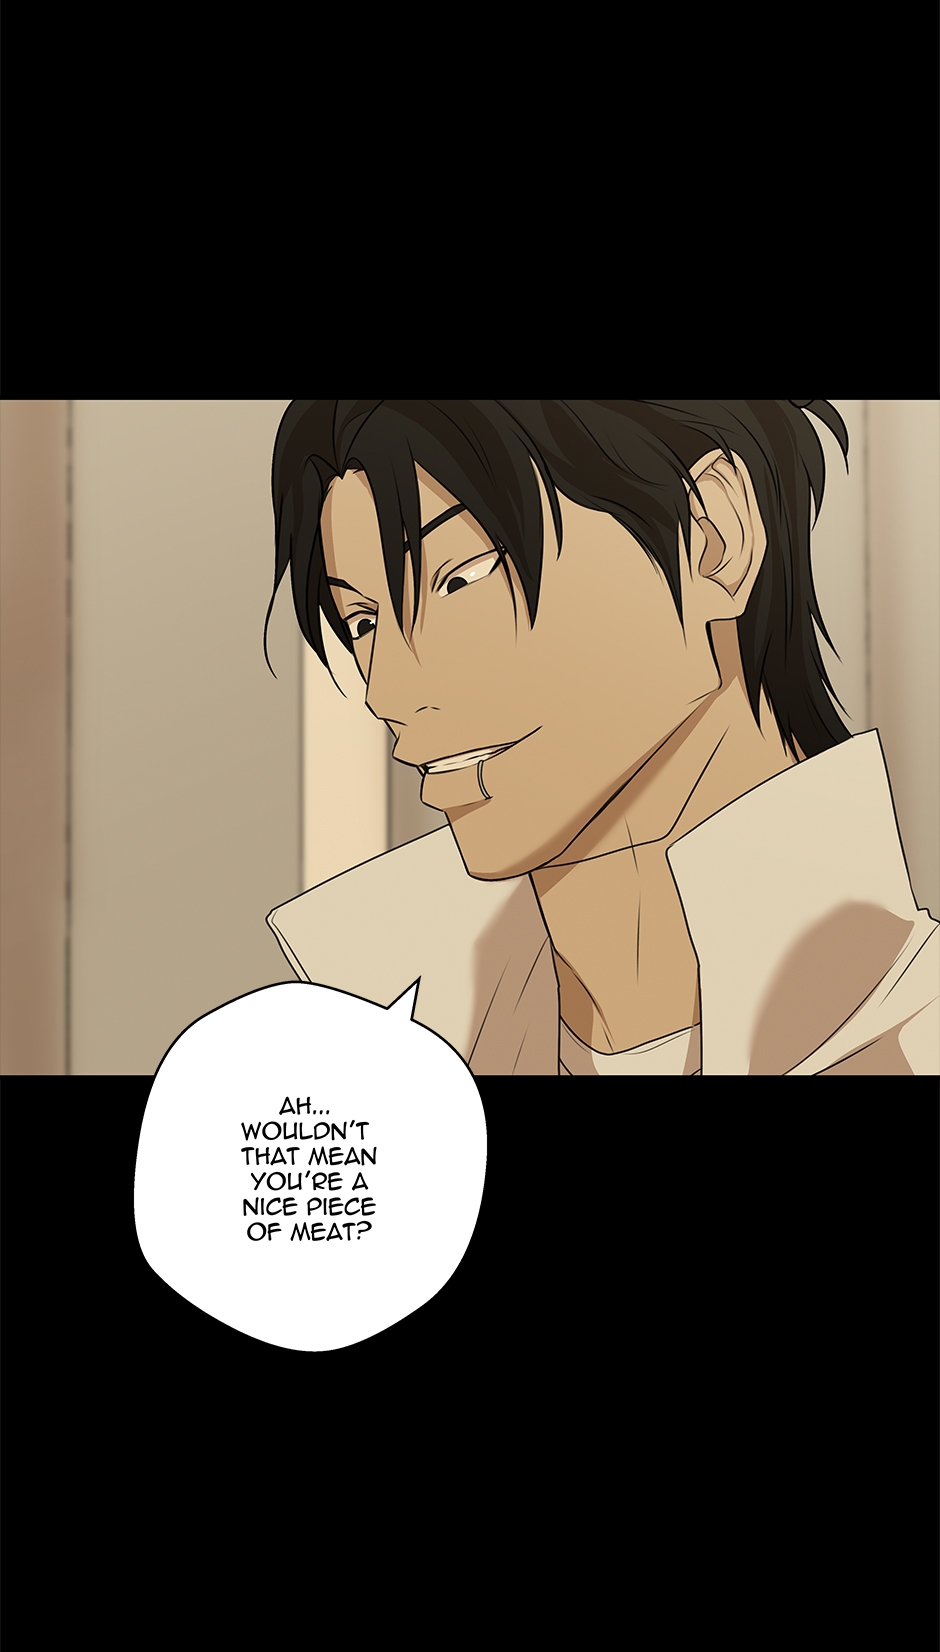 AH...
WOULDN'T
THAT MEAN
YOU'RE A
NICE PIECE
OF MEAT?